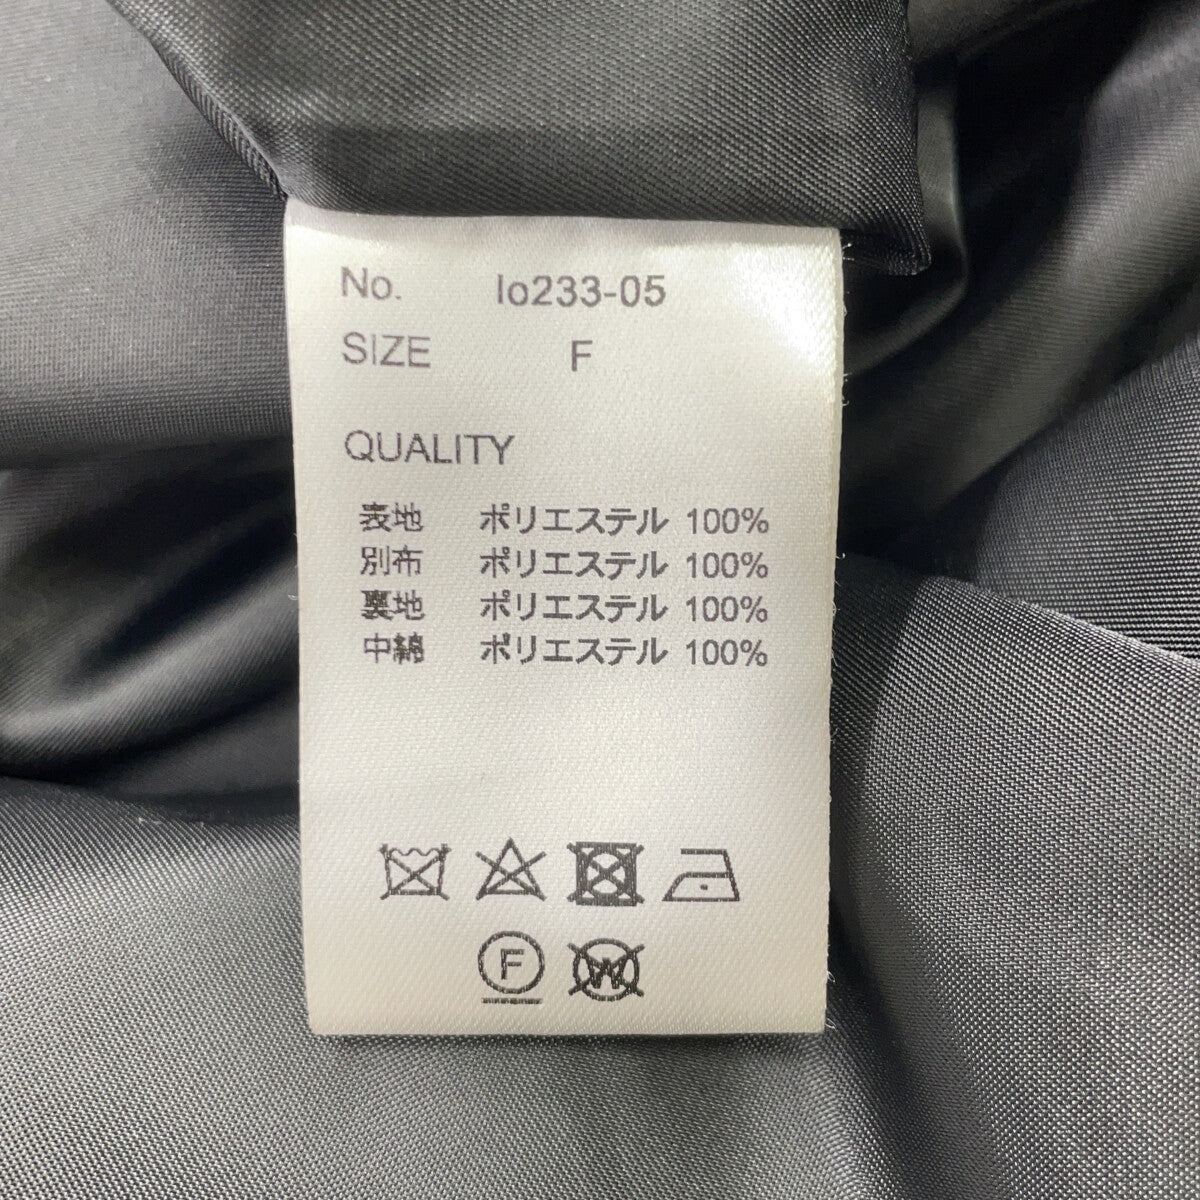 No. lo233-05
SIZE F
QUALITY
表地 ポリエステル 100%
別布 ポリエステル 100%
裏地 ポリエステル 100%
中綿 ポリエステル 100%
F W